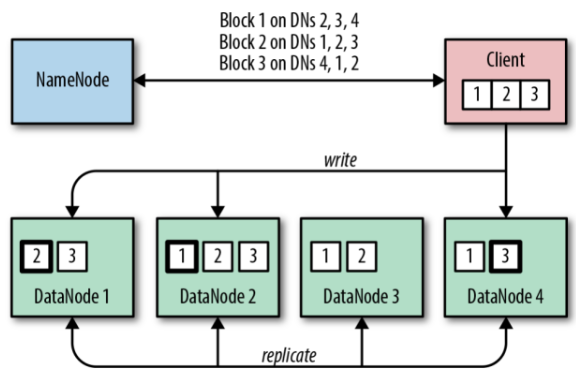 Block 1 on DNs 2, 3, 4
Block 2 on DNs 1, 2, 3
Block 3 on DNs 4, 1, 2
NameNode
Client
1 2 3
write
2 3
DataNode 1
1 2 3
DataNode 2
1 2
DataNode 3
1 3
DataNode 4
replicate